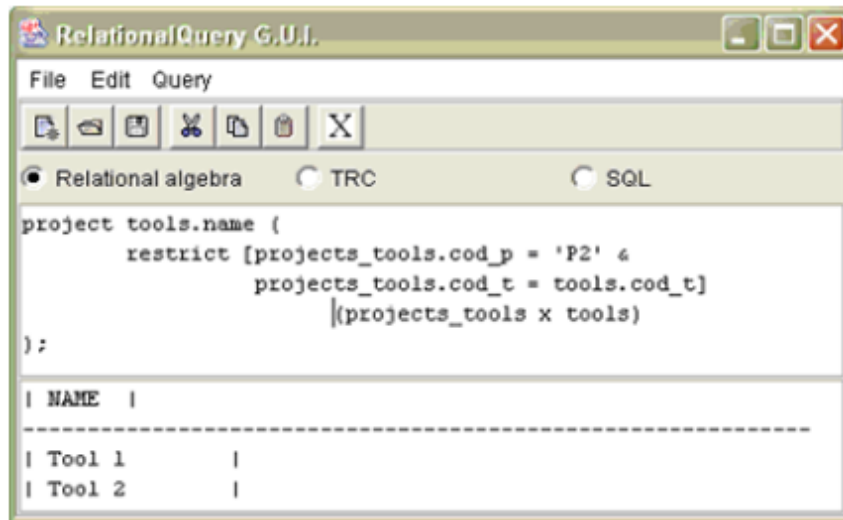 RelationalQuery G.U.I.
File Edit Query
X
Relational algebra TRC SQL
project tools.name (
restrict [projects_tools.cod_p = 'P2' &
projects_tools.cod_t = tools.cod_t]
(projects_tools x tools)
);
| NAME |
-------------------------------------------------------------
| Tool 1 |
| Tool 2 |